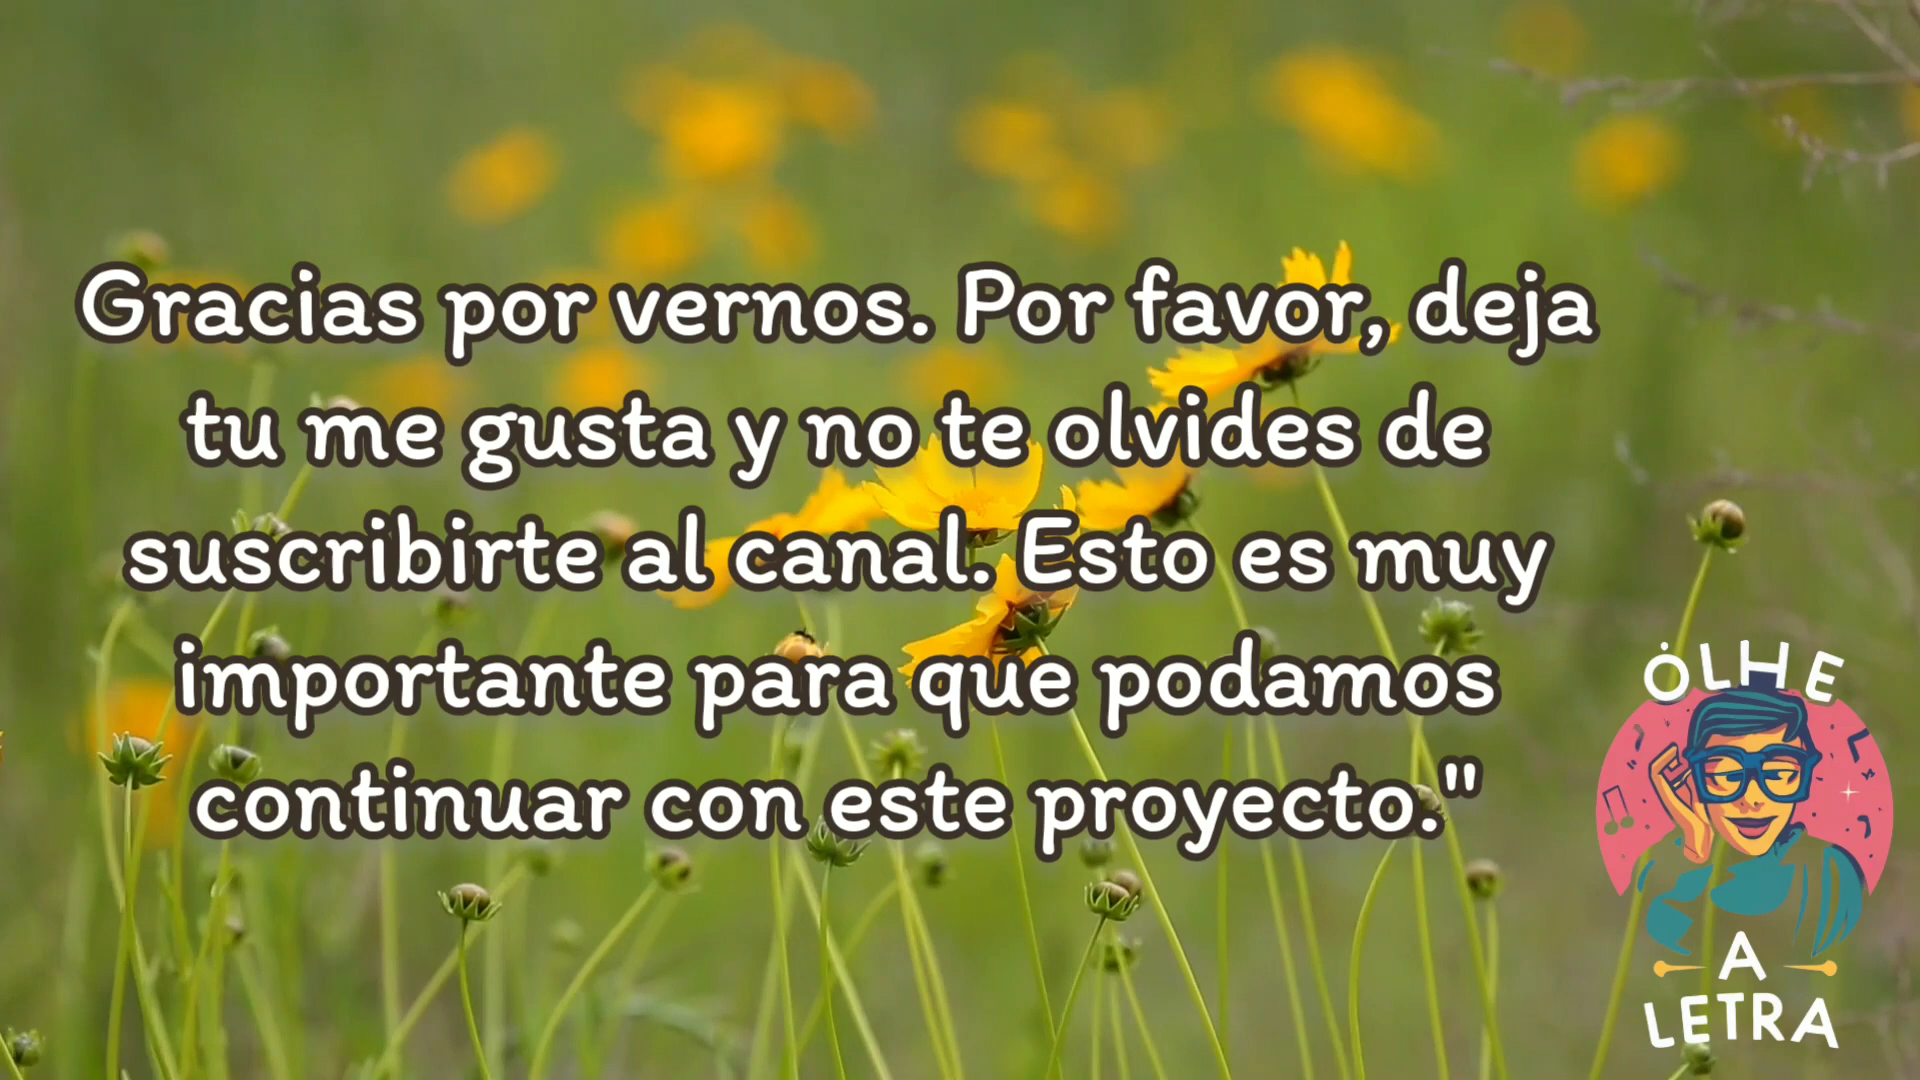 Gracias por vernos. Por favor, deja
tu me gusta y no te olvides de
suscribirte al canal. Esto es muy
importante para que podamos
continuar con este proyecto."
OLHE
A
LETRA